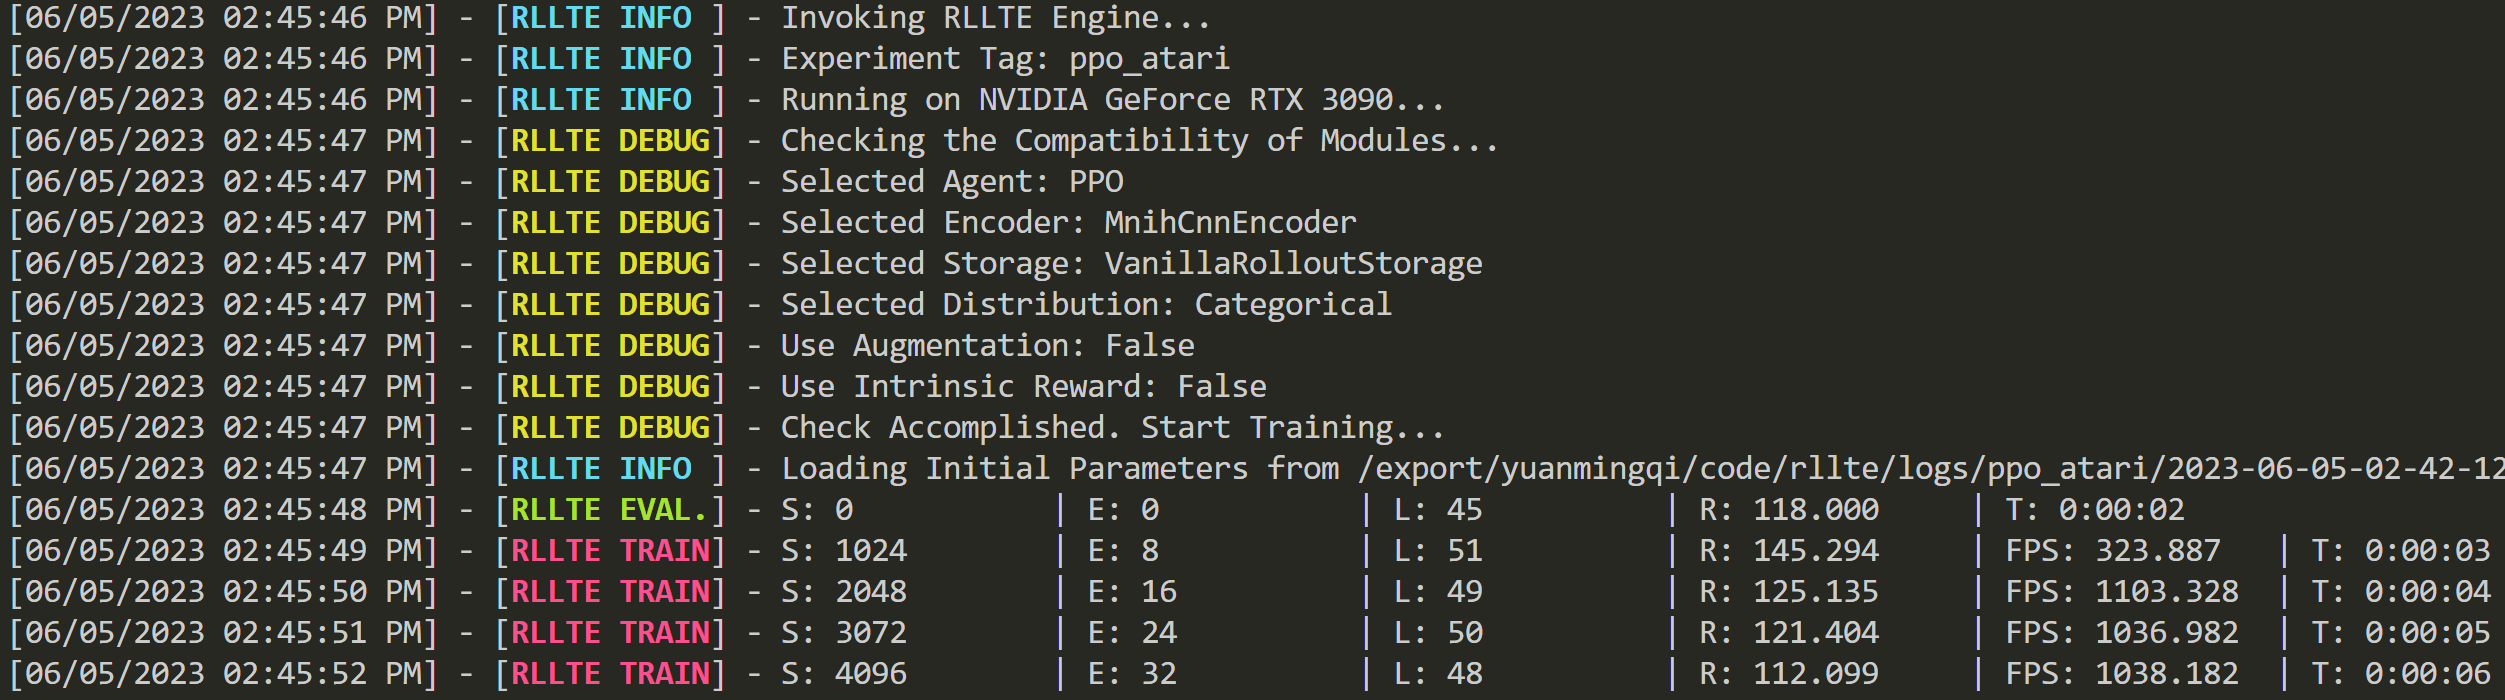 [06/05/2023 02:45:46 PM] - [RLLTE INFO ] - Invoking RLLTE Engine...
[06/05/2023 02:45:46 PM] - [RLLTE INFO ] - Experiment Tag: ppo_atari
[06/05/2023 02:45:46 PM] - [RLLTE INFO ] - Running on NVIDIA GeForce RTX 3090...
[06/05/2023 02:45:47 PM] - [RLLTE DEBUG] - Checking the Compatibility of Modules...
[06/05/2023 02:45:47 PM] - [RLLTE DEBUG] - Selected Agent: PPO
[06/05/2023 02:45:47 PM] - [RLLTE DEBUG] - Selected Encoder: MnihCnnEncoder
[06/05/2023 02:45:47 PM] - [RLLTE DEBUG] - Selected Storage: VanillaRolloutStorage
[06/05/2023 02:45:47 PM] - [RLLTE DEBUG] - Selected Distribution: Categorical
[06/05/2023 02:45:47 PM] - [RLLTE DEBUG] - Use Augmentation: False
[06/05/2023 02:45:47 PM] - [RLLTE DEBUG] - Use Intrinsic Reward: False
[06/05/2023 02:45:47 PM] - [RLLTE DEBUG] - Check Accomplished. Start Training...
[06/05/2023 02:45:47 PM] - [RLLTE INFO ] - Loading Initial Parameters from /export/yuanmingqi/code/rllte/logs/ppo_atari/2023-06-05-02-42-12
[06/05/2023 02:45:48 PM] - [RLLTE EVAL.] - S: 0 | E: 0 | L: 45 | R: 118.000 | T: 0:00:02
[06/05/2023 02:45:49 PM] - [RLLTE TRAIN] - S: 1024 | E: 8 | L: 51 | R: 145.294 | FPS: 323.887 | T: 0:00:03
[06/05/2023 02:45:50 PM] - [RLLTE TRAIN] - S: 2048 | E: 16 | L: 49 | R: 125.135 | FPS: 1103.328 | T: 0:00:04
[06/05/2023 02:45:51 PM] - [RLLTE TRAIN] - S: 3072 | E: 24 | L: 50 | R: 121.404 | FPS: 1036.982 | T: 0:00:05
[06/05/2023 02:45:52 PM] - [RLLTE TRAIN] - S: 4096 | E: 32 | L: 48 | R: 112.099 | FPS: 1038.182 | T: 0:00:06